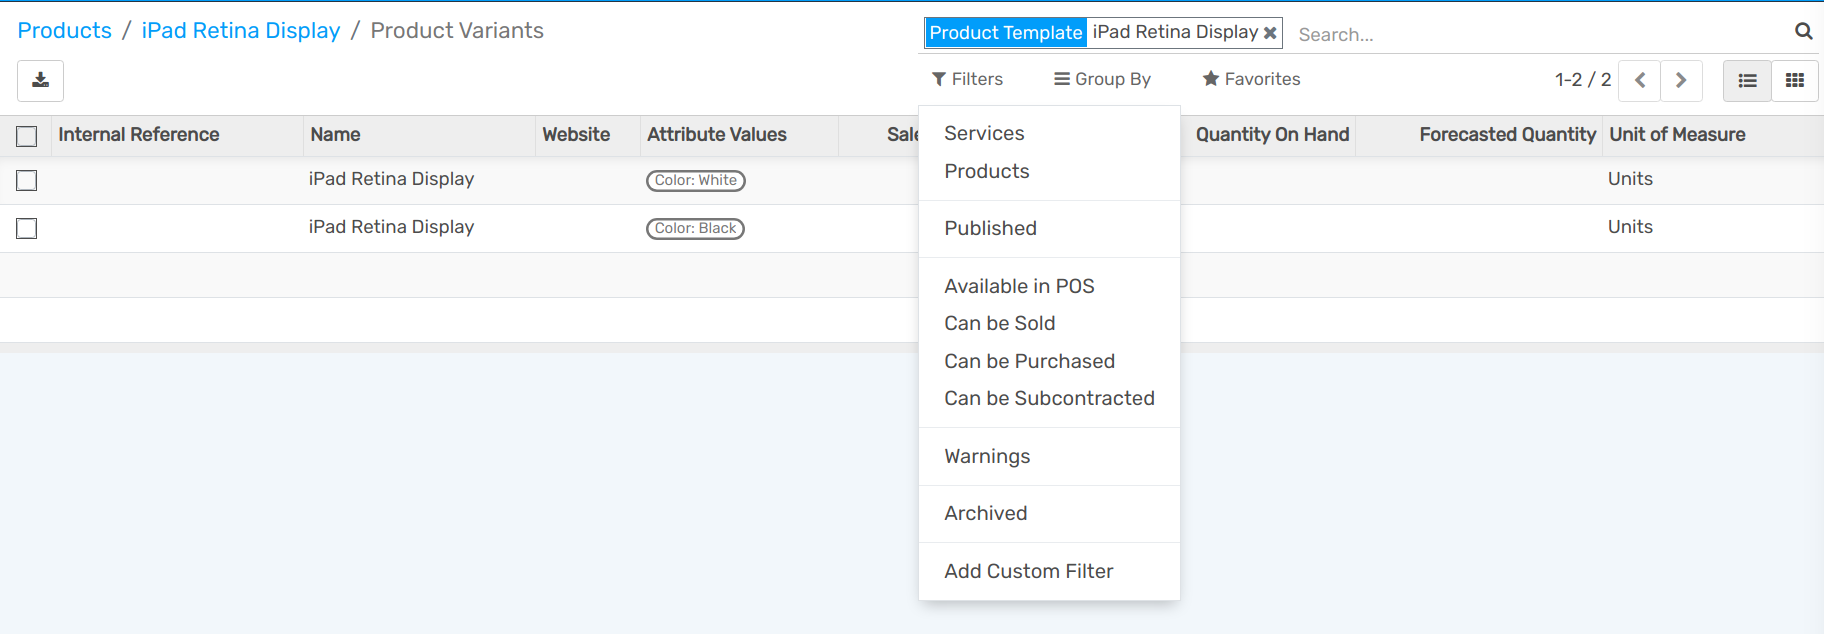 Products / iPad Retina Display / Product Variants
Product Template iPad Retina Display Search...
Filters Group By Favorites 1-2 / 2
Internal Reference Name Website Attribute Values Quantity On Hand Forecasted Quantity Unit of Measure
iPad Retina Display Color: White Units
iPad Retina Display Color: Black Units
Services
Products
Published
Available in POS
Can be Sold
Can be Purchased
Can be Subcontracted
Warnings
Archived
Add Custom Filter